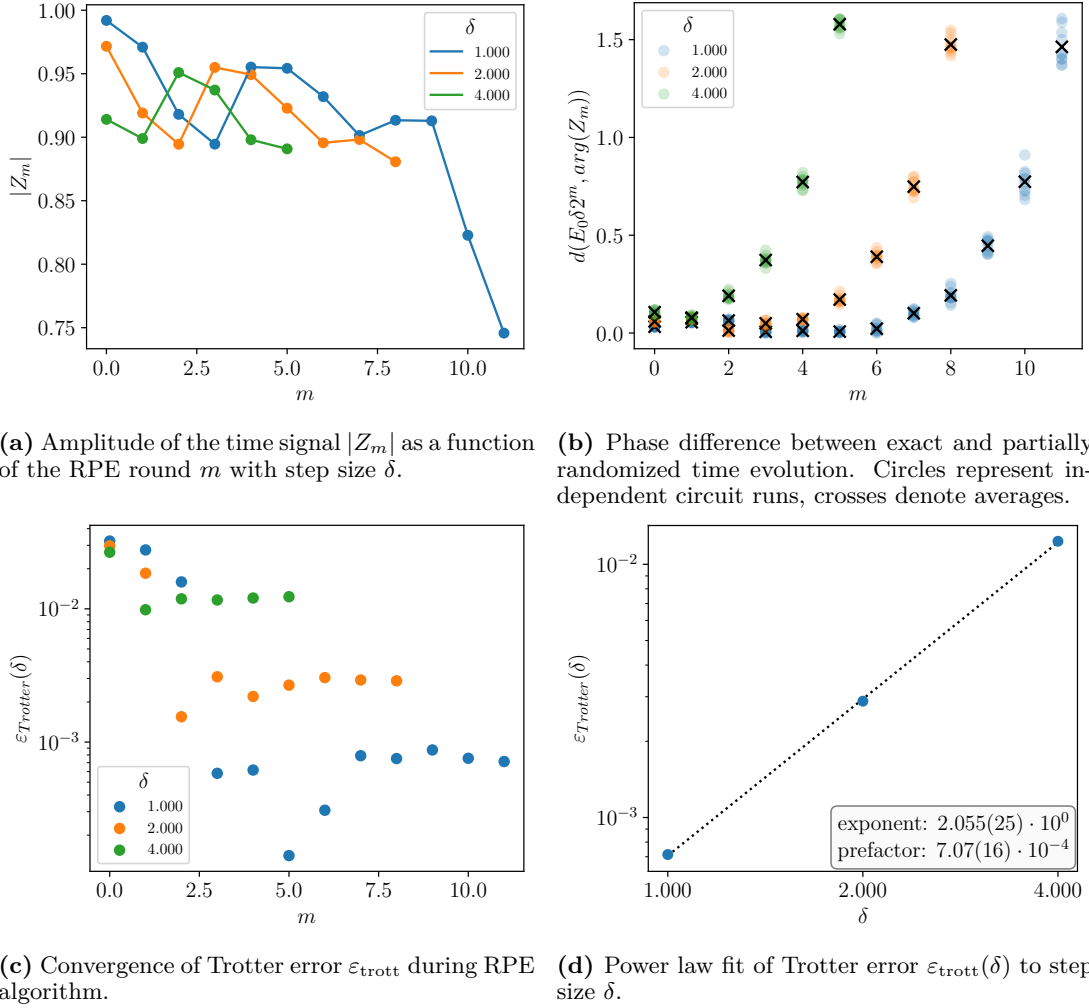 1.00
0.95
0.90
0.85
0.80
0.75
|Z_m|
0.0 2.5 5.0 7.5 10.0
m
δ
1.000
2.000
4.000
(a) Amplitude of the time signal |Z_m| as a function
of the RPE round m with step size δ.
1.5
1.0
0.5
0.0
d(E_0δ2^m, arg(Z_m))
0 2 4 6 8 10
m
δ
1.000
2.000
4.000
(b) Phase difference between exact and partially
randomized time evolution. Circles represent in-
dependent circuit runs, crosses denote averages.
10^{-2}
10^{-3}
ε_{Trotter}(δ)
0.0 2.5 5.0 7.5 10.0
m
δ
1.000
2.000
4.000
(c) Convergence of Trotter error ε_{trott} during RPE
algorithm.
10^{-2}
10^{-3}
ε_{Trotter}(δ)
exponent: 2.055(25) · 10^0
prefactor: 7.07(16) · 10^{-4}
1.000 2.000 4.000
δ
(d) Power law fit of Trotter error ε_{trott}(δ) to step
size δ.